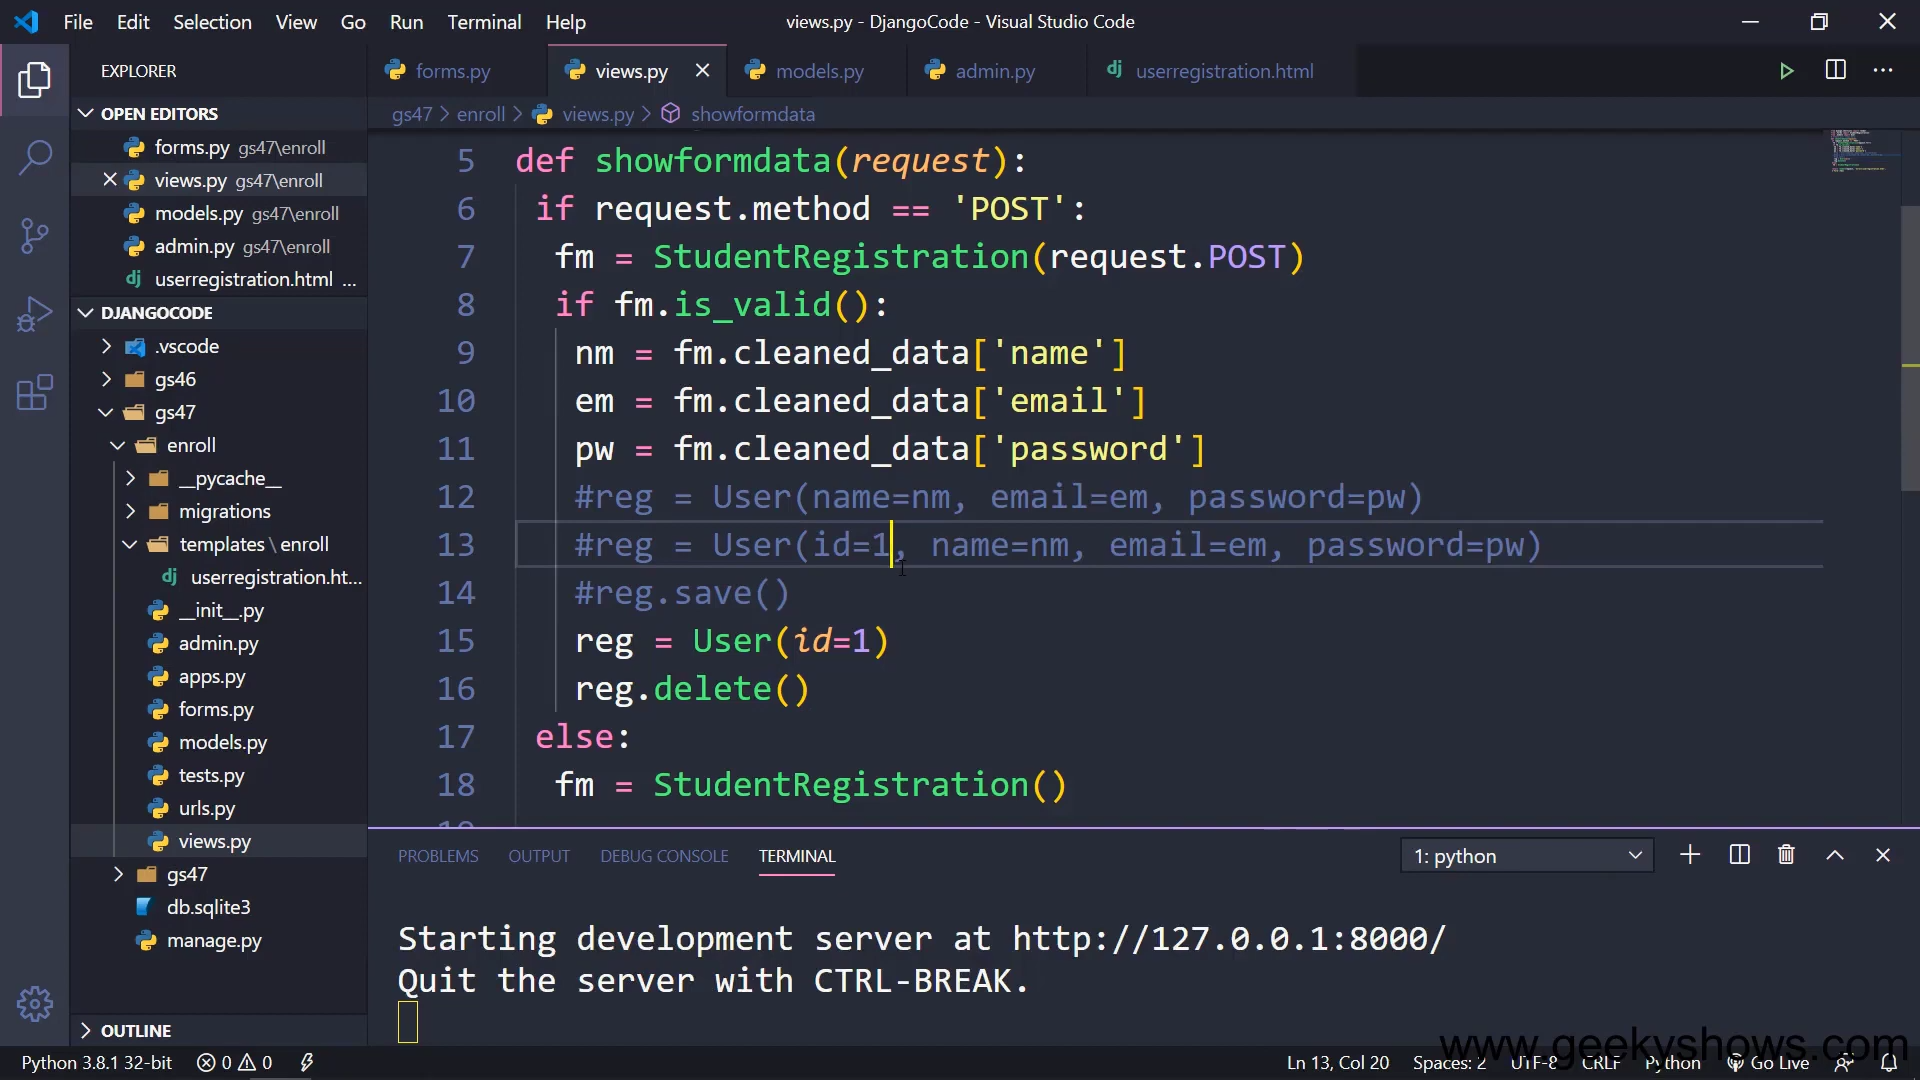 File Edit Selection View Go Run Terminal Help
views.py - DjangoCode - Visual Studio Code
EXPLORER
OPEN EDITORS
forms.py gs47\enroll
views.py gs47\enroll
models.py gs47\enroll
admin.py gs47\enroll
userregistration.html ...
DJANGOCODE
.vscode
gs46
gs47
enroll
__pycache__
migrations
templates \ enroll
userregistration.ht...
__init__.py
admin.py
apps.py
forms.py
models.py
tests.py
urls.py
views.py
gs47
db.sqlite3
manage.py
OUTLINE
forms.py views.py models.py admin.py userregistration.html
gs47 > enroll > views.py > showformdata
5 def showformdata(request):
6 if request.method == 'POST':
7 fm = StudentRegistration(request.POST)
8 if fm.is_valid():
9 nm = fm.cleaned_data['name']
10 em = fm.cleaned_data['email']
11 pw = fm.cleaned_data['password']
12 #reg = User(name=nm, email=em, password=pw)
13 #reg = User(id=1, name=nm, email=em, password=pw)
14 #reg.save()
15 reg = User(id=1)
16 reg.delete()
17 else:
18 fm = StudentRegistration()
PROBLEMS OUTPUT DEBUG CONSOLE TERMINAL
1: python
Starting development server at http://127.0.0.1:8000/
Quit the server with CTRL-BREAK.
www.geekyshows.com
Python 3.8.1 32-bit 0 0 Ln 13, Col 20 Spaces: 2 UTF-8 CRLF Python Go Live